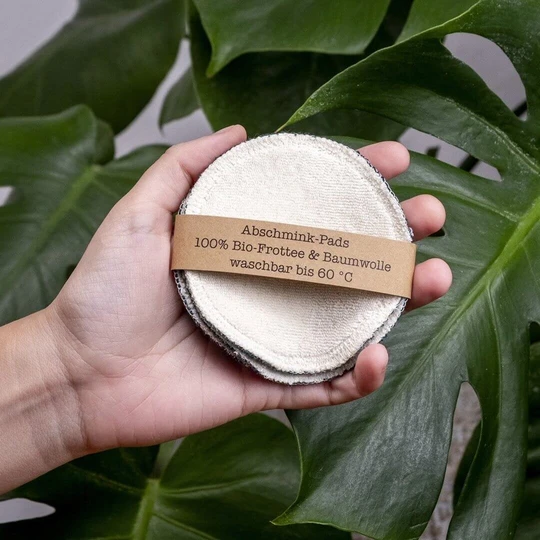 Abschmink-Pads
100% Bio-Frottee & Baumwolle
waschbar bis 60 °C